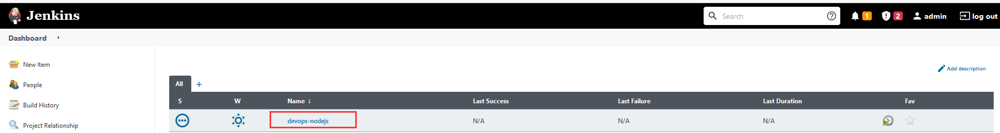 Jenkins
Search
1
2
admin
log out
Dashboard
New Item
People
Build History
Project Relationship
Add description
All +
S W Name ↓ Last Success Last Failure Last Duration Fav
devops-nodejs N/A N/A N/A